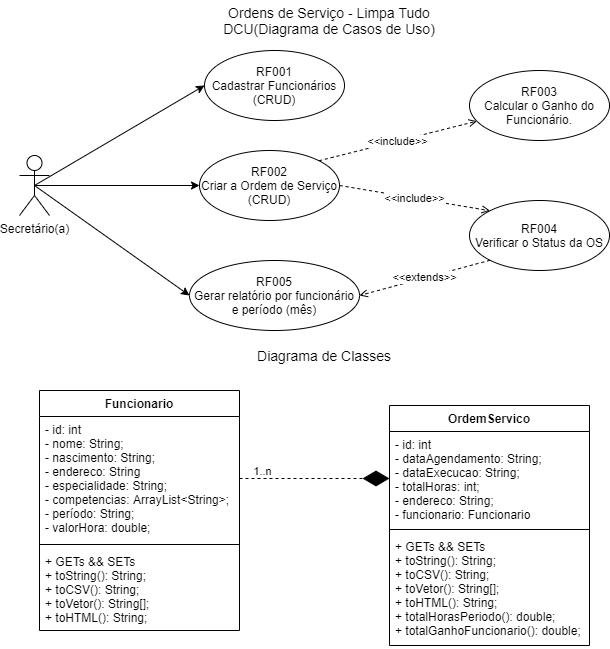 Ordens de Serviço - Limpa Tudo
DCU(Diagrama de Casos de Uso)
RF001
Cadastrar Funcionários
(CRUD)
RF003
Calcular o Ganho do
Funcionário.
<<include>>
RF002
Criar a Ordem de Serviço
(CRUD)
<<include>>
Secretário(a)
RF004
Verificar o Status da OS
<<extends>>
RF005
Gerar relatório por funcionário
e período (mês)
Diagrama de Classes
Funcionario
- id: int
- nome: String;
- nascimento: String;
- endereco: String
- especialidade: String;
- competencias: ArrayList<String>;
- período: String;
- valorHora: double;
+ GETs && SETs
+ toString(): String;
+ toCSV(): String;
+ toVetor(): String[];
+ toHTML(): String;
1..n
OrdemServico
- id: int
- dataAgendamento: String;
- dataExecucao: String;
- totalHoras: int;
- endereco: String;
- funcionario: Funcionario
+ GETs && SETs
+ toString(): String;
+ toCSV(): String;
+ toVetor(): String[];
+ toHTML(): String;
+ totalHorasPeriodo(): double;
+ totalGanhoFuncionario(): double;